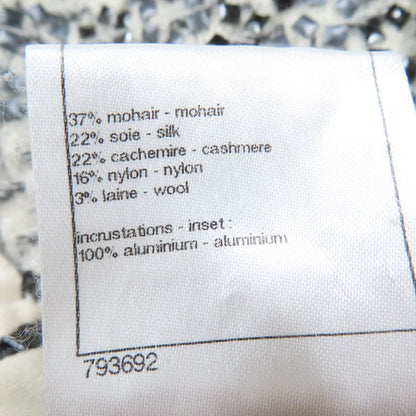 37% mohair - mohair
22% soie - silk
22% cachemire - cashmere
16% nylon - nylon
3% laine - wool
incrustations - inset :
100% aluminium - aluminium
793692